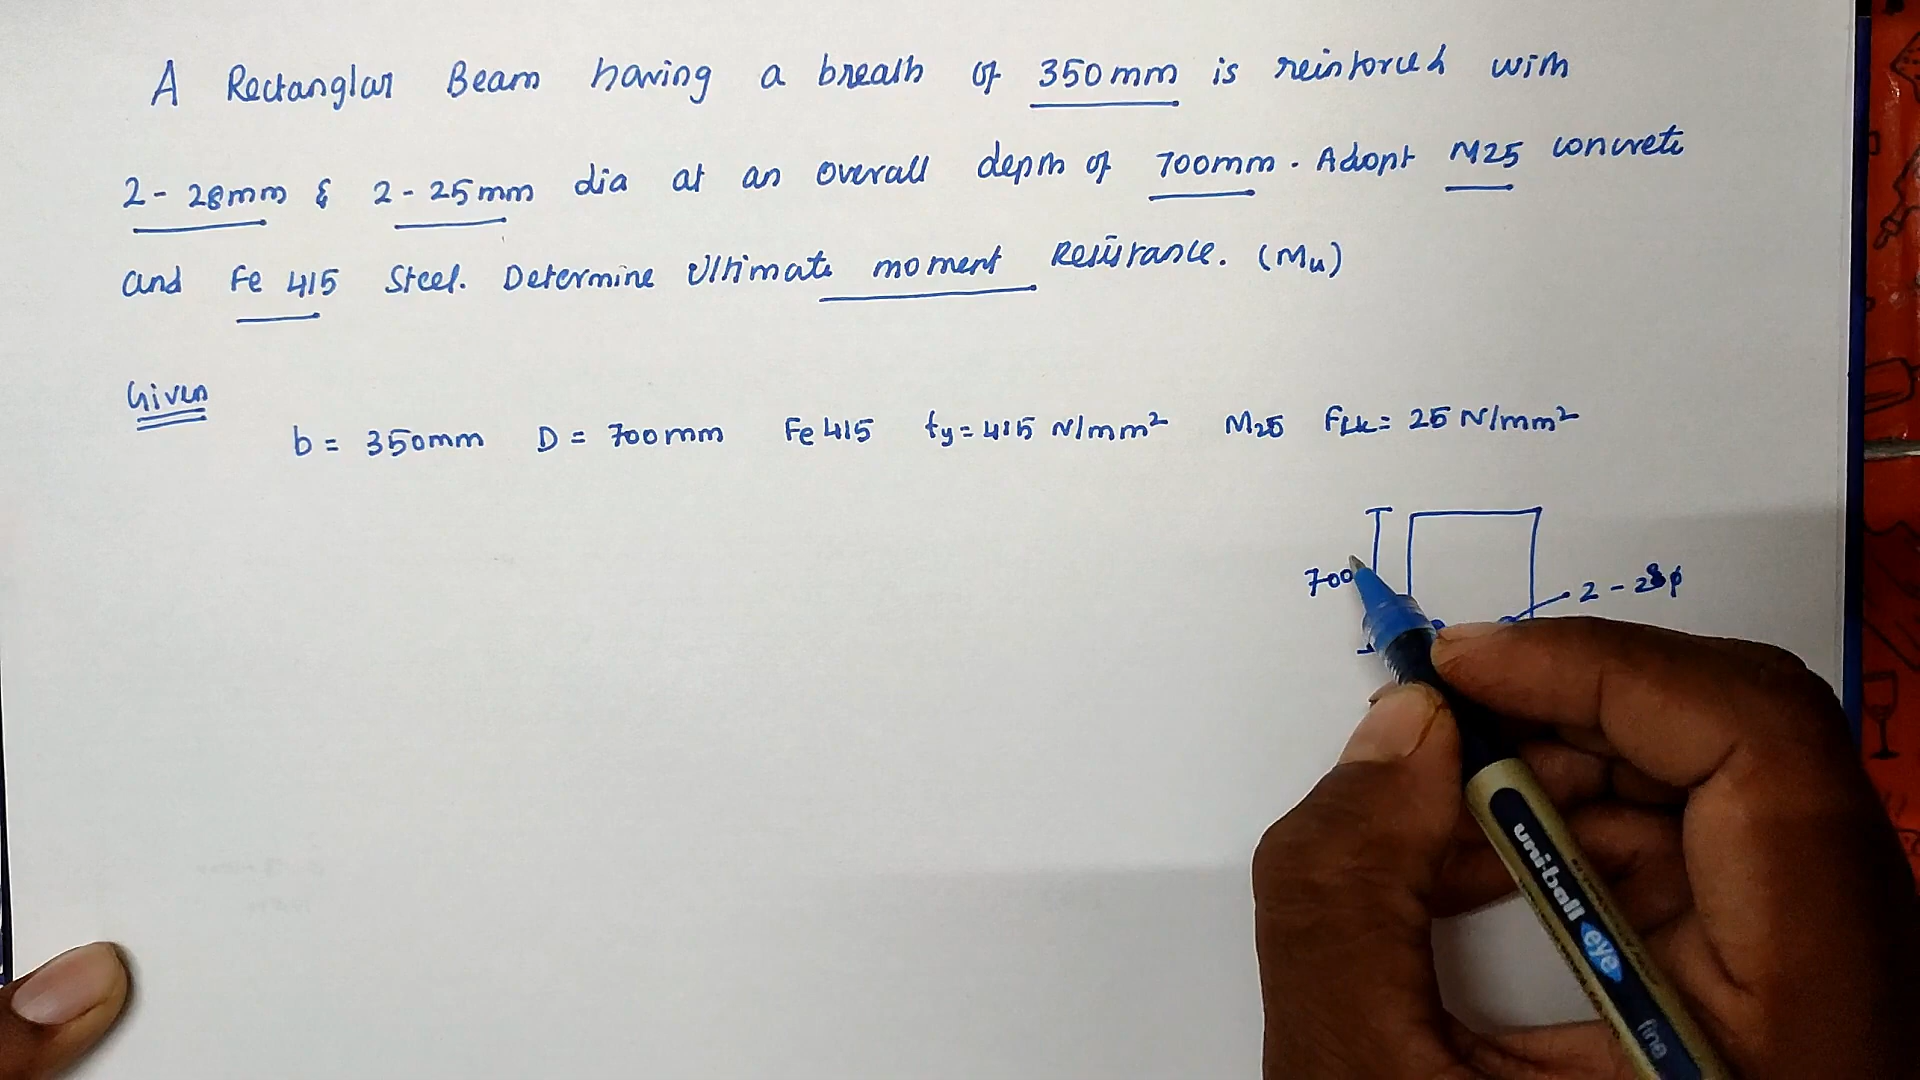 A Rectanglar Beam having a breath of 350mm is reinforced with
2 - 28mm & 2 - 25mm dia at an overall depth of 700mm. Adopt M25 concrete
and Fe 415 Steel. Determine Ultimate moment Resistance. (Mu)
Given
b = 350mm D = 700mm Fe 415 fy = 415 N/mm² M25 Fck = 25 N/mm²
700
2 - 28φ
uni-ball eye fine